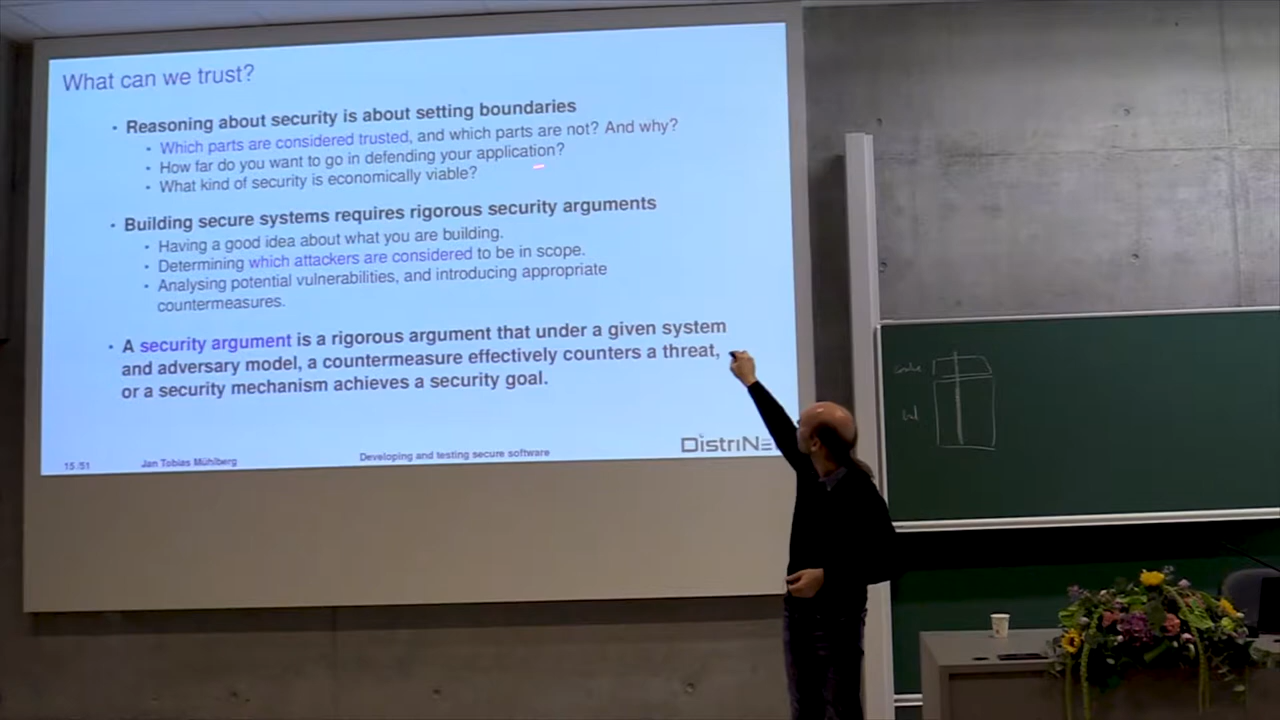 What can we trust?
• Reasoning about security is about setting boundaries
• Which parts are considered trusted, and which parts are not? And why?
• How far do you want to go in defending your application?
• What kind of security is economically viable?
• Building secure systems requires rigorous security arguments
• Having a good idea about what you are building.
• Determining which attackers are considered to be in scope.
• Analysing potential vulnerabilities, and introducing appropriate
countermeasures.
• A security argument is a rigorous argument that under a given system
and adversary model, a countermeasure effectively counters a threat,
or a security mechanism achieves a security goal.
15/51 Jan Tobias Mühlberg Developing and testing secure software DistriNe